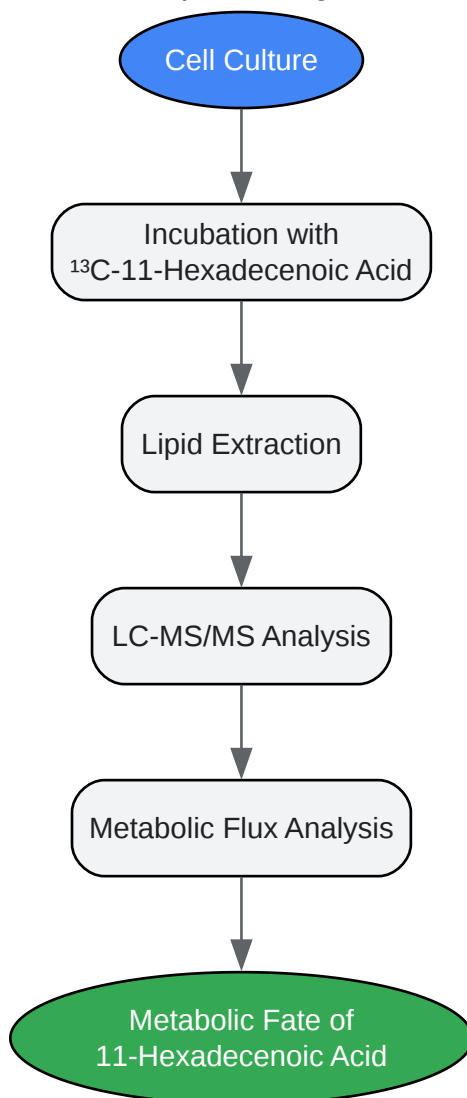 Cell Culture
Incubation with
¹³C-11-Hexadecenoic Acid
Lipid Extraction
LC-MS/MS Analysis
Metabolic Flux Analysis
Metabolic Fate of
11-Hexadecenoic Acid